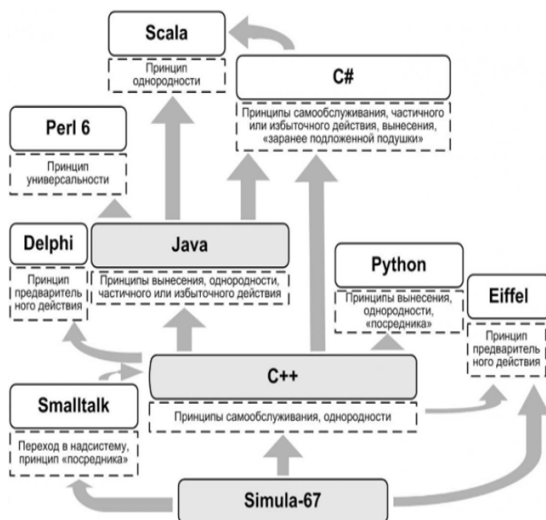 Scala
Принцип
однородности
C#
Принципы самообслуживания, частичного
или избыточного действия, вынесения,
«заранее подложенной подушки»
Perl 6
Принцип
универсальности
Delphi
Принцип
предваритель
ного действия
Java
Принципы вынесения, однородности,
частичного или избыточного действия
Python
Принципы вынесения,
однородности,
«посредника»
Eiffel
Принцип
предваритель
ного действия
C++
Принципы самообслуживания, однородности
Smalltalk
Переход в надсистему,
принцип «посредника»
Simula-67